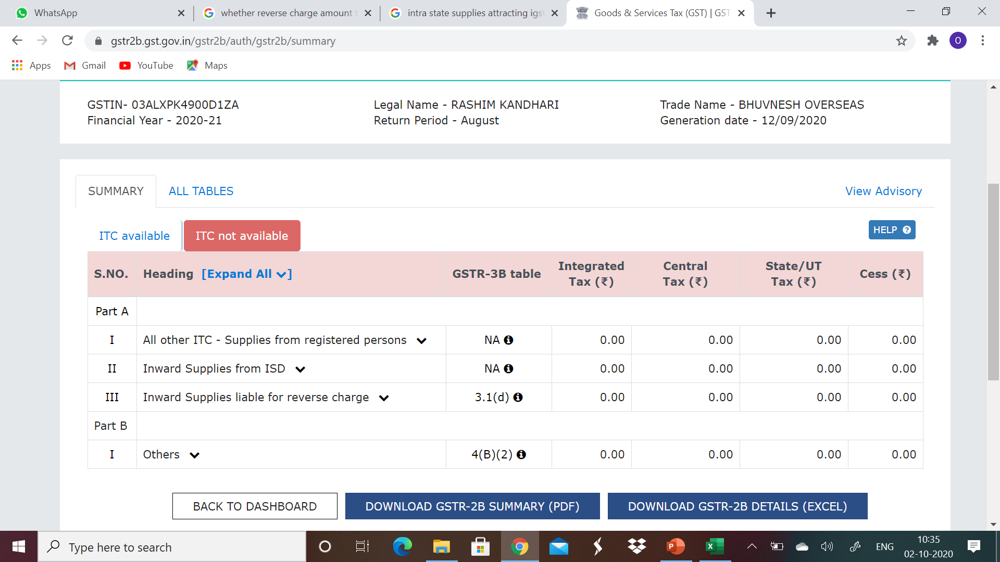 WhatsApp
whether reverse charge amount
intra state supplies attracting igst
Goods & Services Tax (GST) | GST
gstr2b.gst.gov.in/gstr2b/auth/gstr2b/summary
O
Apps Gmail YouTube Maps
GSTIN- 03ALXPK4900D1ZA Legal Name - RASHIM KANDHARI Trade Name - BHUVNESH OVERSEAS
Financial Year - 2020-21 Return Period - August Generation date - 12/09/2020
SUMMARY ALL TABLES View Advisory
ITC available ITC not available HELP ?
S.NO. Heading [Expand All ] GSTR-3B table Integrated Tax (₹) Central Tax (₹) State/UT Tax (₹) Cess (₹)
Part A
I All other ITC - Supplies from registered persons NA 0.00 0.00 0.00 0.00
II Inward Supplies from ISD NA 0.00 0.00 0.00 0.00
III Inward Supplies liable for reverse charge 3.1(d) 0.00 0.00 0.00 0.00
Part B
I Others 4(B)(2) 0.00 0.00 0.00 0.00
BACK TO DASHBOARD DOWNLOAD GSTR-2B SUMMARY (PDF) DOWNLOAD GSTR-2B DETAILS (EXCEL)
Type here to search
ENG
10:35
02-10-2020